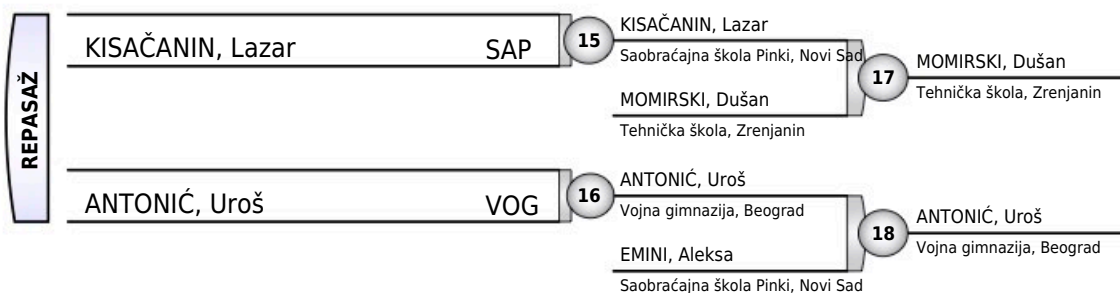 REPASAŽ
KISAČANIN, Lazar SAP
15
KISAČANIN, Lazar
Saobraćajna škola Pinki, Novi Sad
MOMIRSKI, Dušan
Tehnička škola, Zrenjanin
17
MOMIRSKI, Dušan
Tehnička škola, Zrenjanin
ANTONIĆ, Uroš VOG
16
ANTONIĆ, Uroš
Vojna gimnazija, Beograd
EMINI, Aleksa
Saobraćajna škola Pinki, Novi Sad
18
ANTONIĆ, Uroš
Vojna gimnazija, Beograd